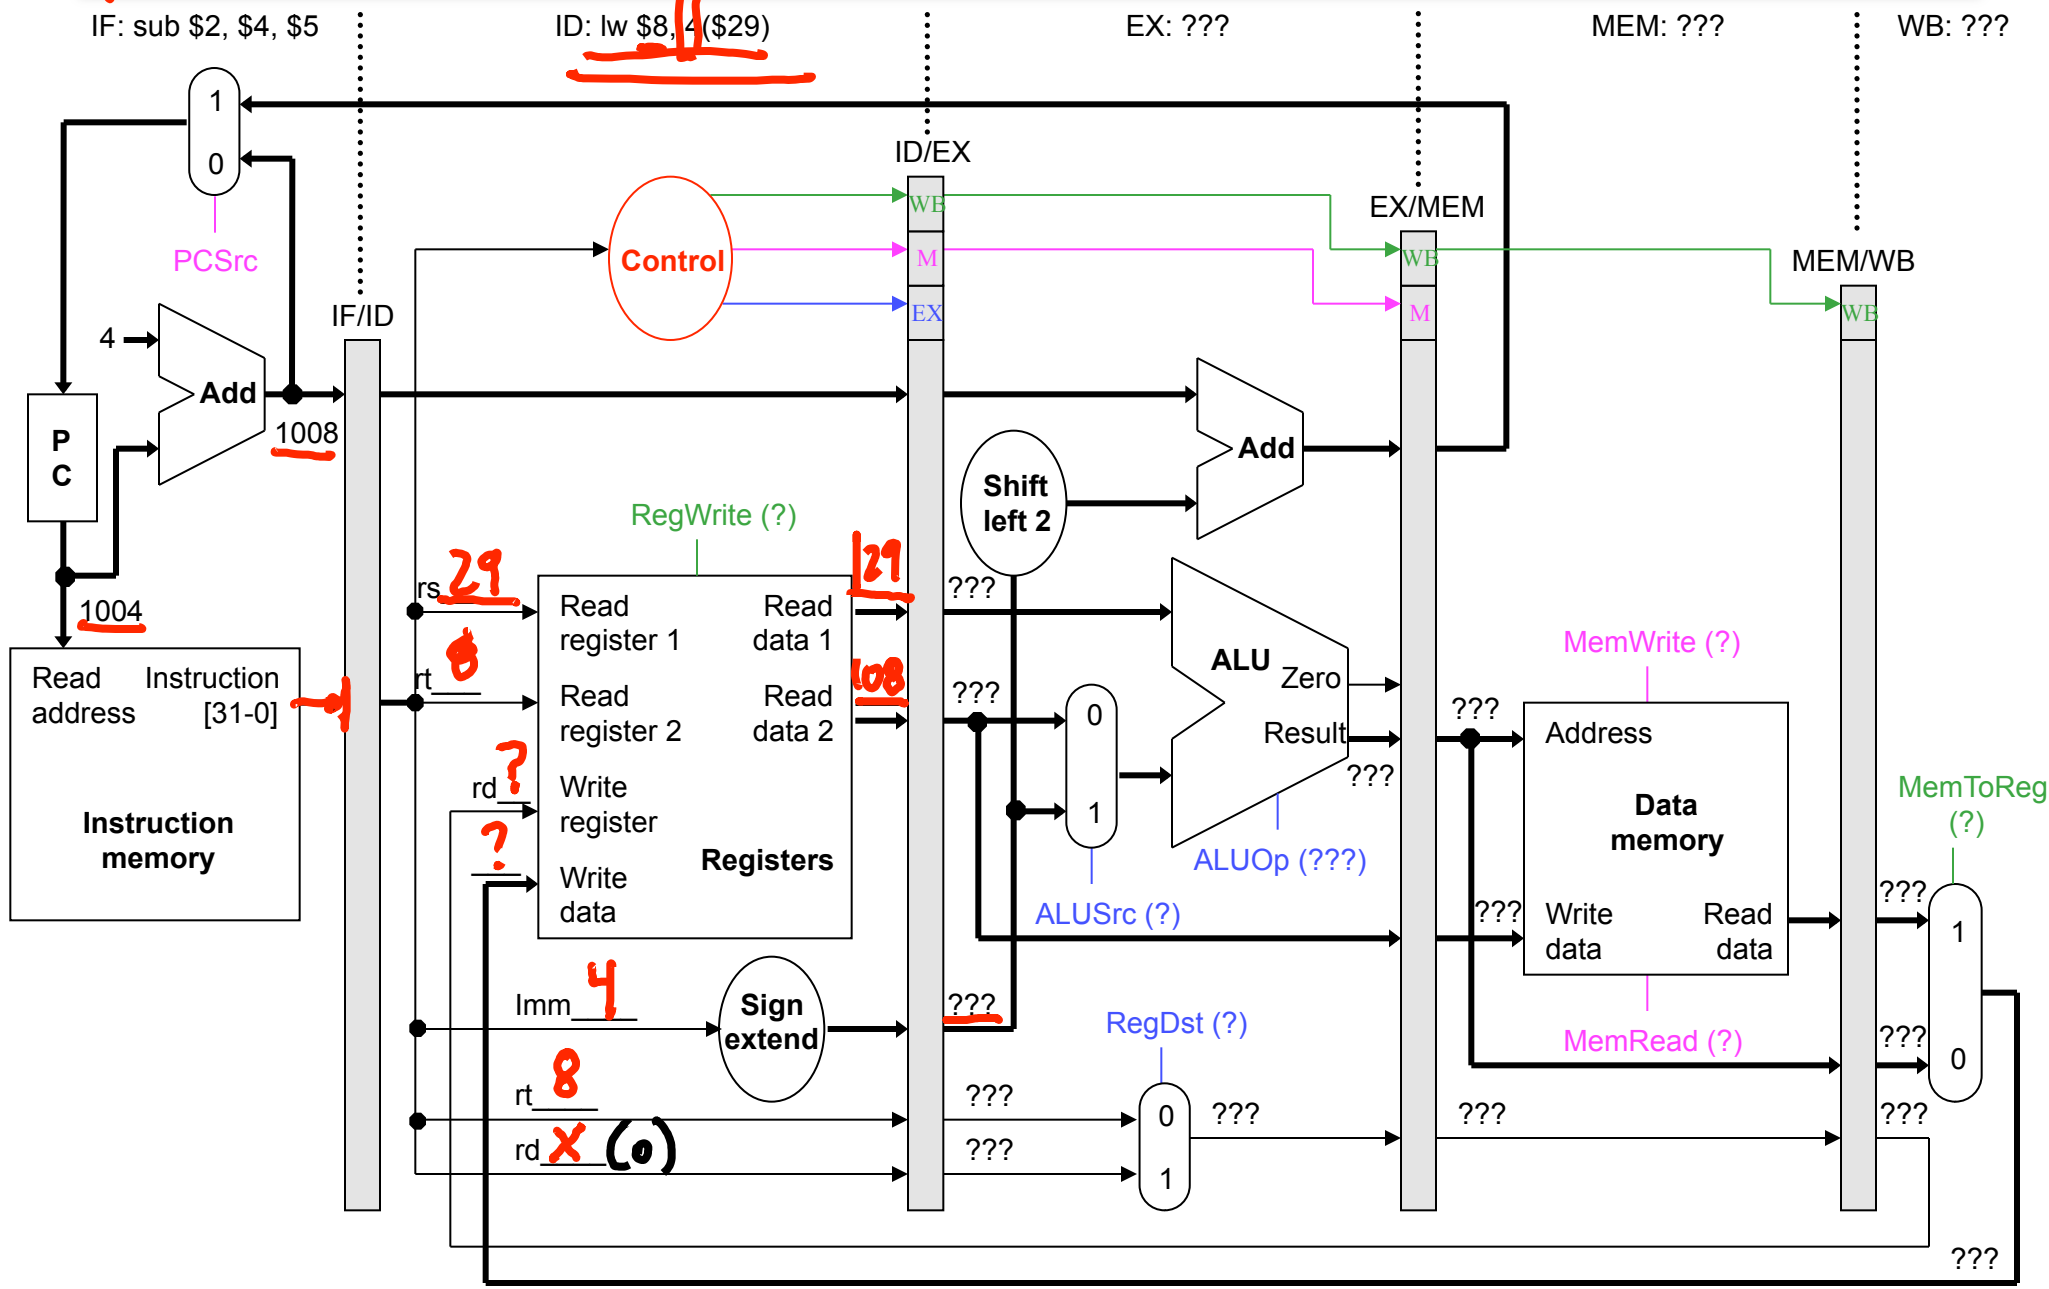 IF: sub $2, $4, $5
ID: lw $8, 4($29)
EX: ???
MEM: ???
WB: ???
1
0
PCSrc
4
Add
1008
P
C
1004
Read
address
Instruction
[31-0]
Instruction
memory
IF/ID
Control
ID/EX
WB
M
EX
EX/MEM
WB
M
MEM/WB
WB
RegWrite (?)
rs 29
rt 8
rd ?
?
Read
register 1
Read
data 1
Read
register 2
Read
data 2
Write
register
Write
data
Registers
129
108
Imm 4
Sign
extend
rt 8
rd X (0)
???
???
???
???
???
Shift
left 2
Add
0
1
ALUSrc (?)
ALU
Zero
Result
???
ALUOp (???)
RegDst (?)
0
1
???
???
???
???
MemWrite (?)
Address
Data
memory
Write
data
Read
data
MemRead (?)
MemToReg
(?)
???
1
???
0
???
???